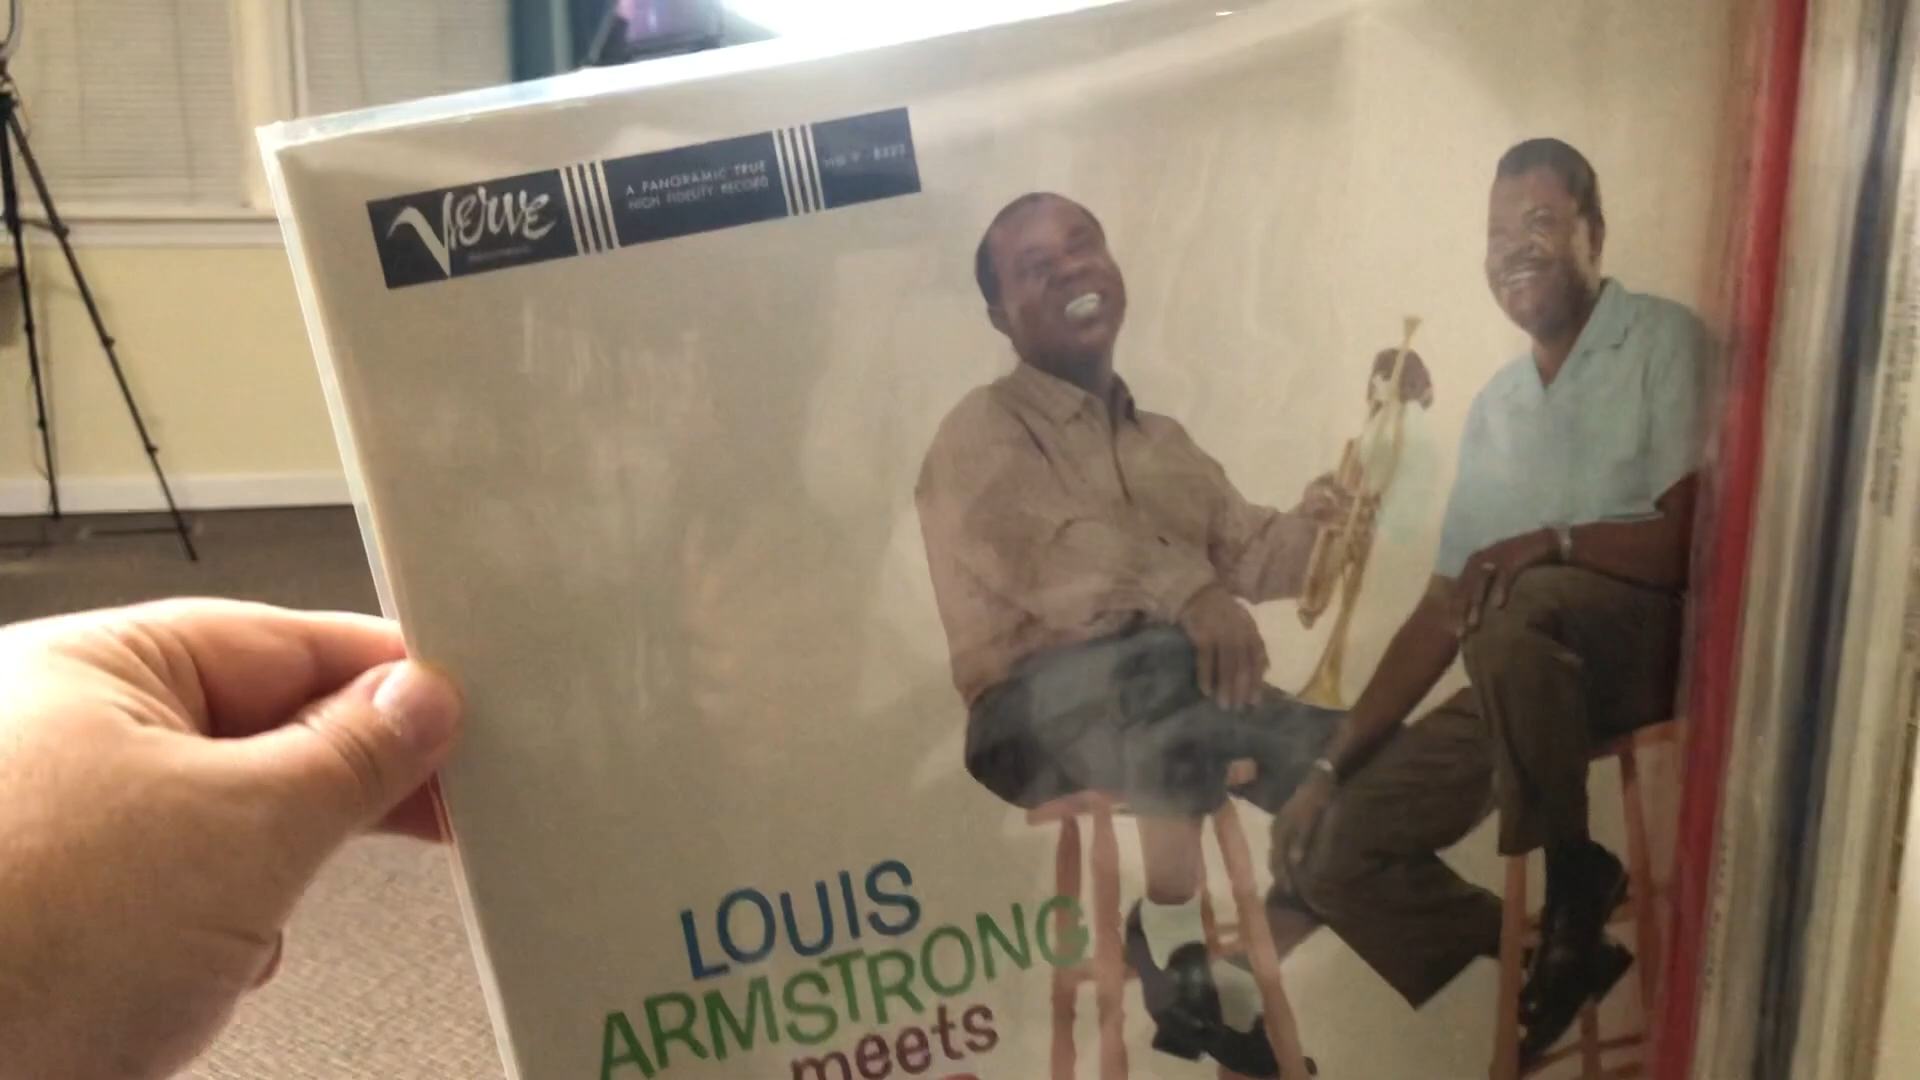 Verve
A PANORAMIC TRUE
HIGH FIDELITY RECORD
LOUIS
ARMSTRONG
meets